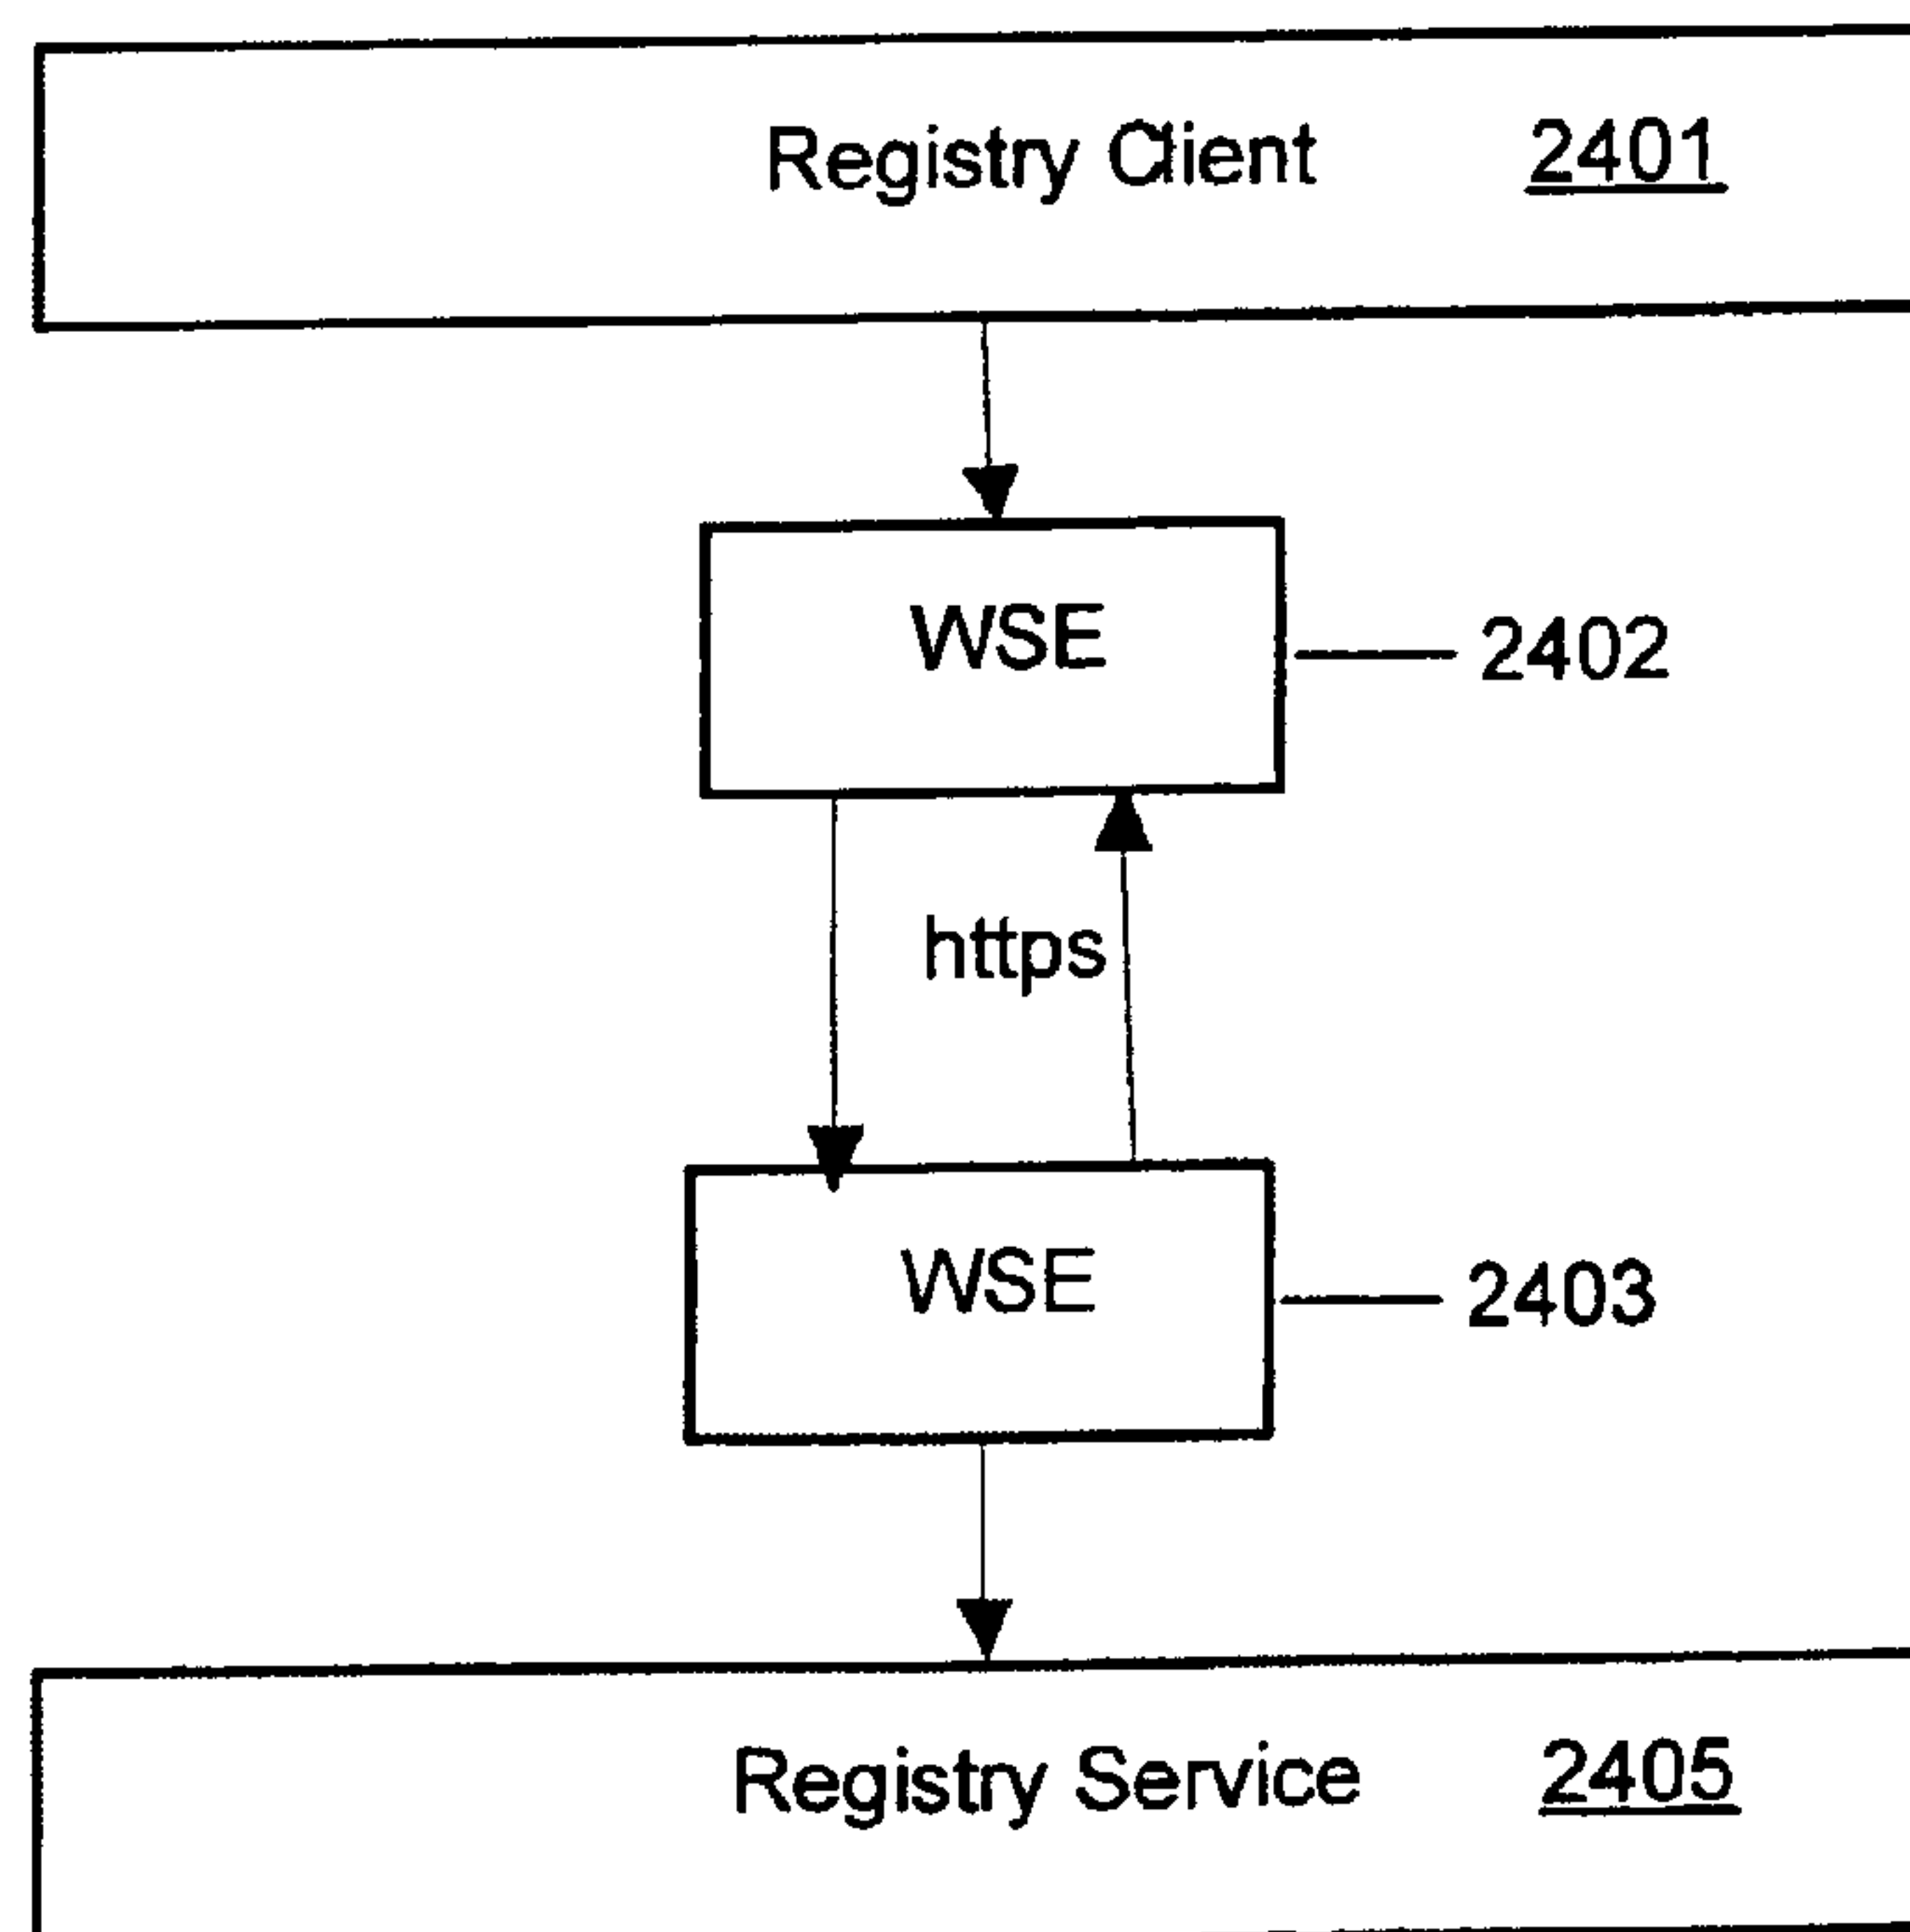 Registry Client 2401
WSE
2402
https
WSE
2403
Registry Service 2405